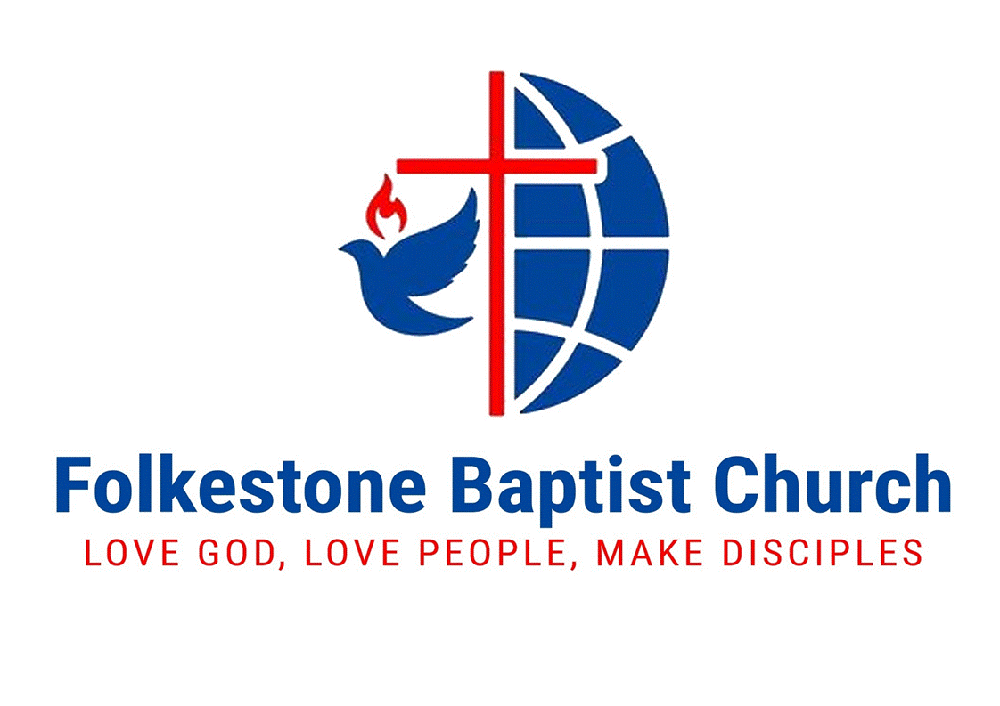 Folkestone Baptist Church
LOVE GOD, LOVE PEOPLE, MAKE DISCIPLES